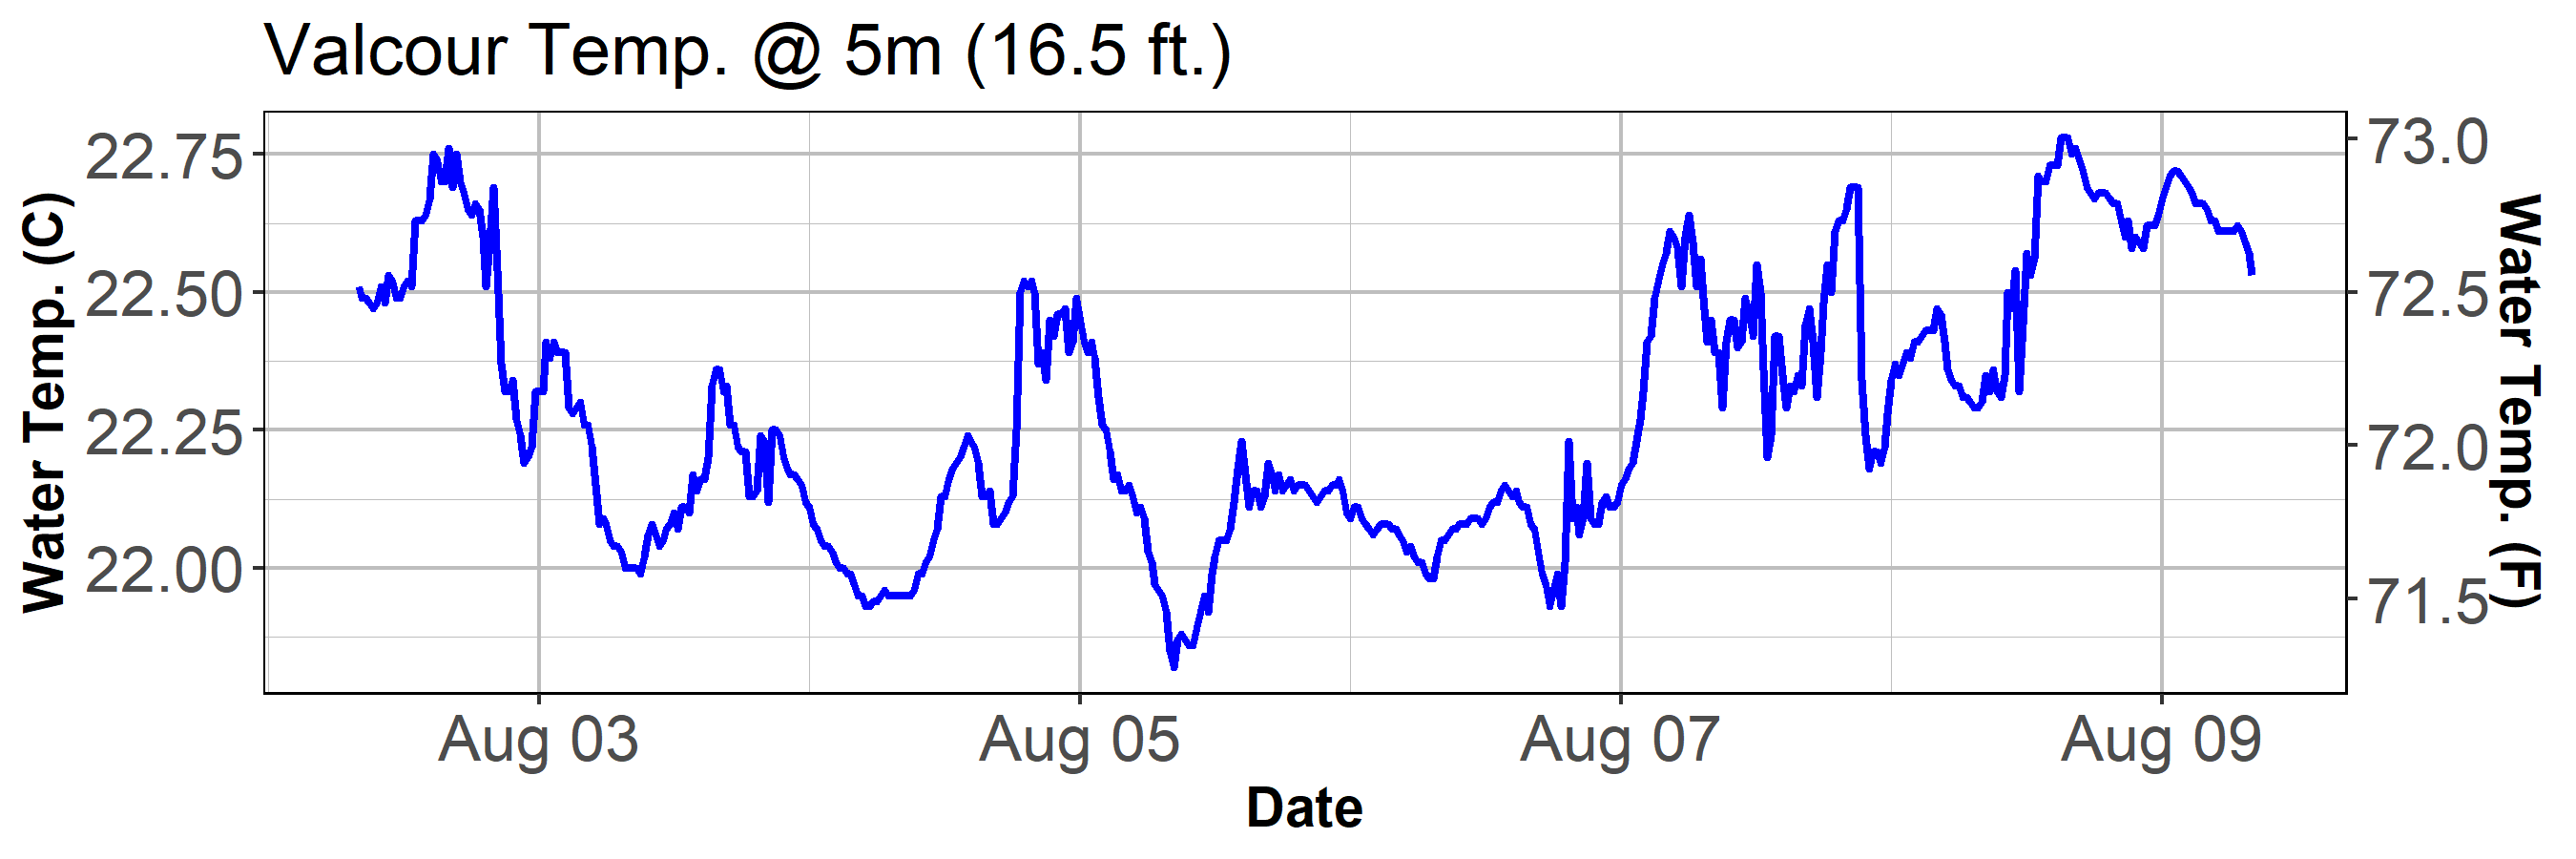 Valcour Temp. @ 5m (16.5 ft.)
Water Temp. (C)
22.75
22.50
22.25
22.00
73.0
72.5
72.0
71.5
Water Temp. (F)
Aug 03
Aug 05
Aug 07
Aug 09
Date